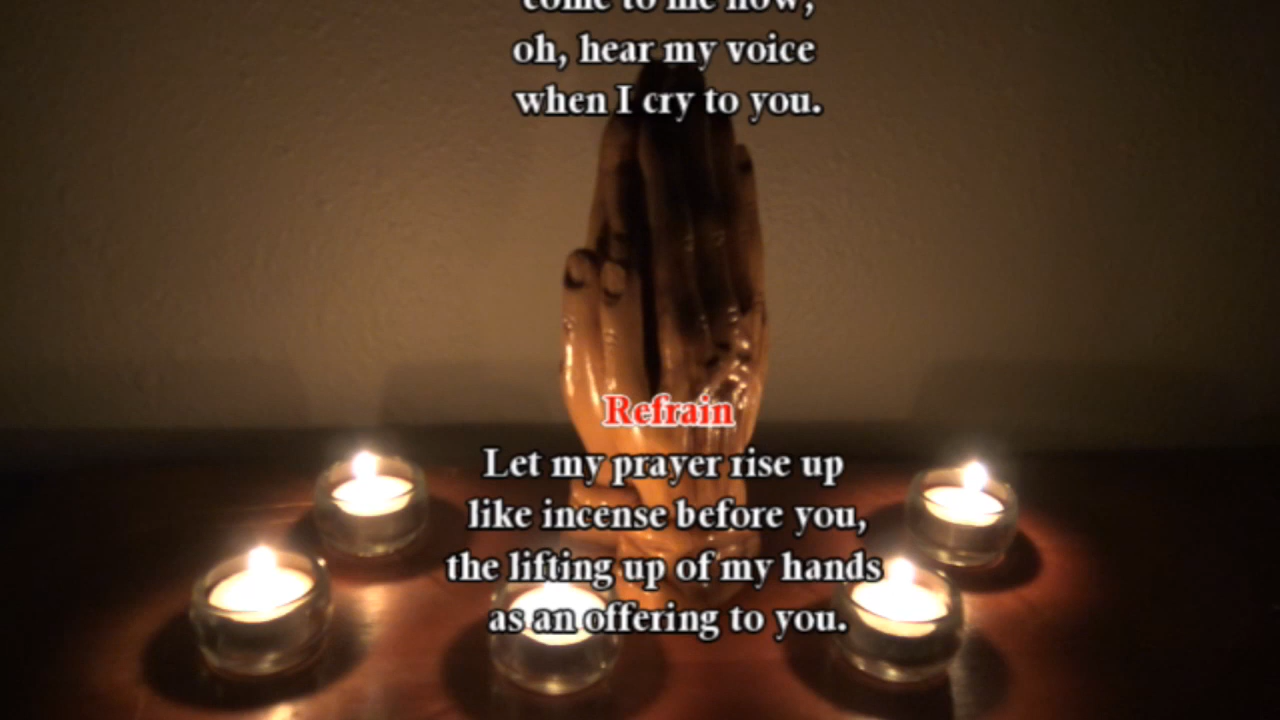 come to me now,
oh, hear my voice
when I cry to you.
Refrain
Let my prayer rise up
like incense before you,
the lifting up of my hands
as an offering to you.